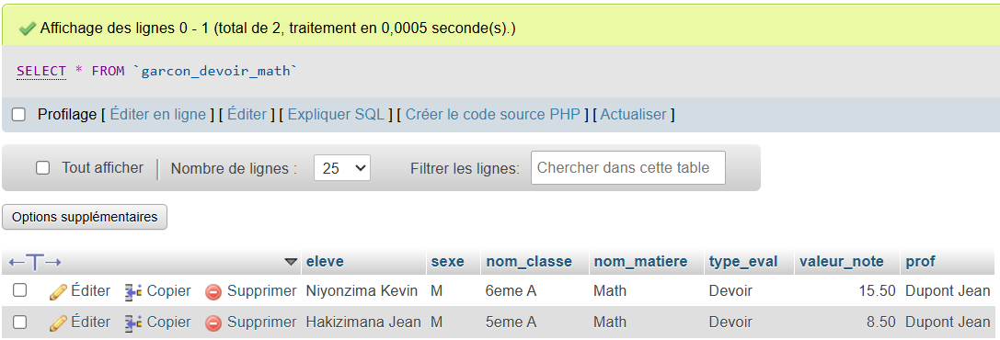 Affichage des lignes 0 - 1 (total de 2, traitement en 0,0005 seconde(s).)
SELECT * FROM `garcon_devoir_math`
Profilage [ Éditer en ligne ] [ Éditer ] [ Expliquer SQL ] [ Créer le code source PHP ] [ Actualiser ]
Tout afficher | Nombre de lignes : 25 Filtrer les lignes: Chercher dans cette table
Options supplémentaires
←T→ eleve sexe nom_classe nom_matiere type_eval valeur_note prof
Éditer Copier Supprimer Niyonzima Kevin M 6eme A Math Devoir 15.50 Dupont Jean
Éditer Copier Supprimer Hakizimana Jean M 5eme A Math Devoir 8.50 Dupont Jean